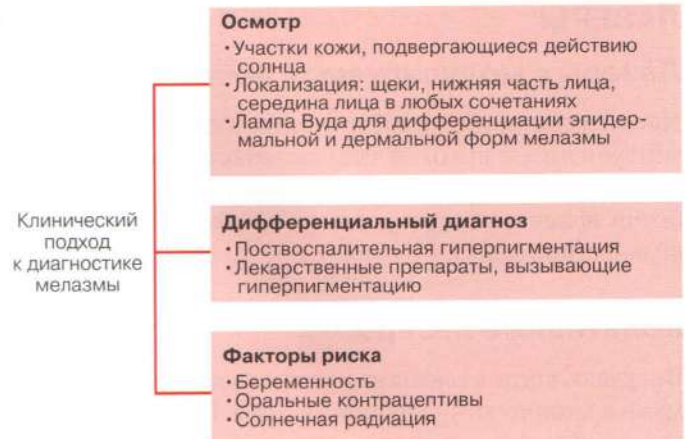 Осмотр
· Участки кожи, подвергающиеся действию
солнца
· Локализация: щеки, нижняя часть лица,
середина лица в любых сочетаниях
· Лампа Вуда для дифференциации эпидер-
мальной и дермальной форм мелазмы
Клинический
подход
к диагностике
мелазмы
Дифференциальный диагноз
· Поствоспалительная гиперпигментация
· Лекарственные препараты, вызывающие
гиперпигментацию
Факторы риска
· Беременность
· Оральные контрацептивы
· Солнечная радиация